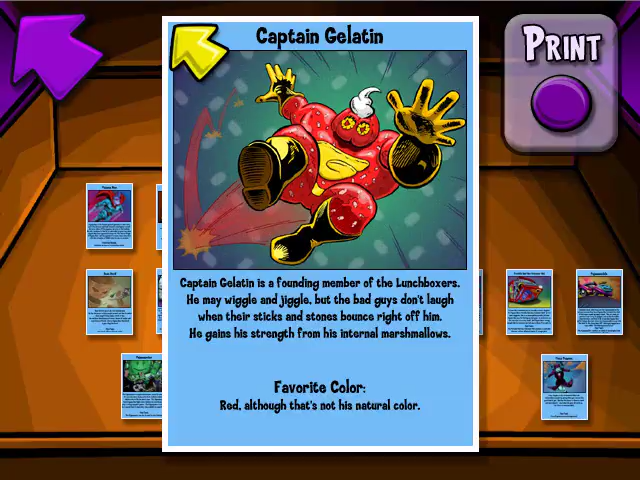 Captain Gelatin
PRINT
Captain Gelatin is a founding member of the Lunchboxers.
He may wiggle and jiggle, but the bad guys don't laugh
when their sticks and stones bounce right off him.
He gains his strength from his internal marshmallows.
Favorite Color:
Red, although that's not his natural color.